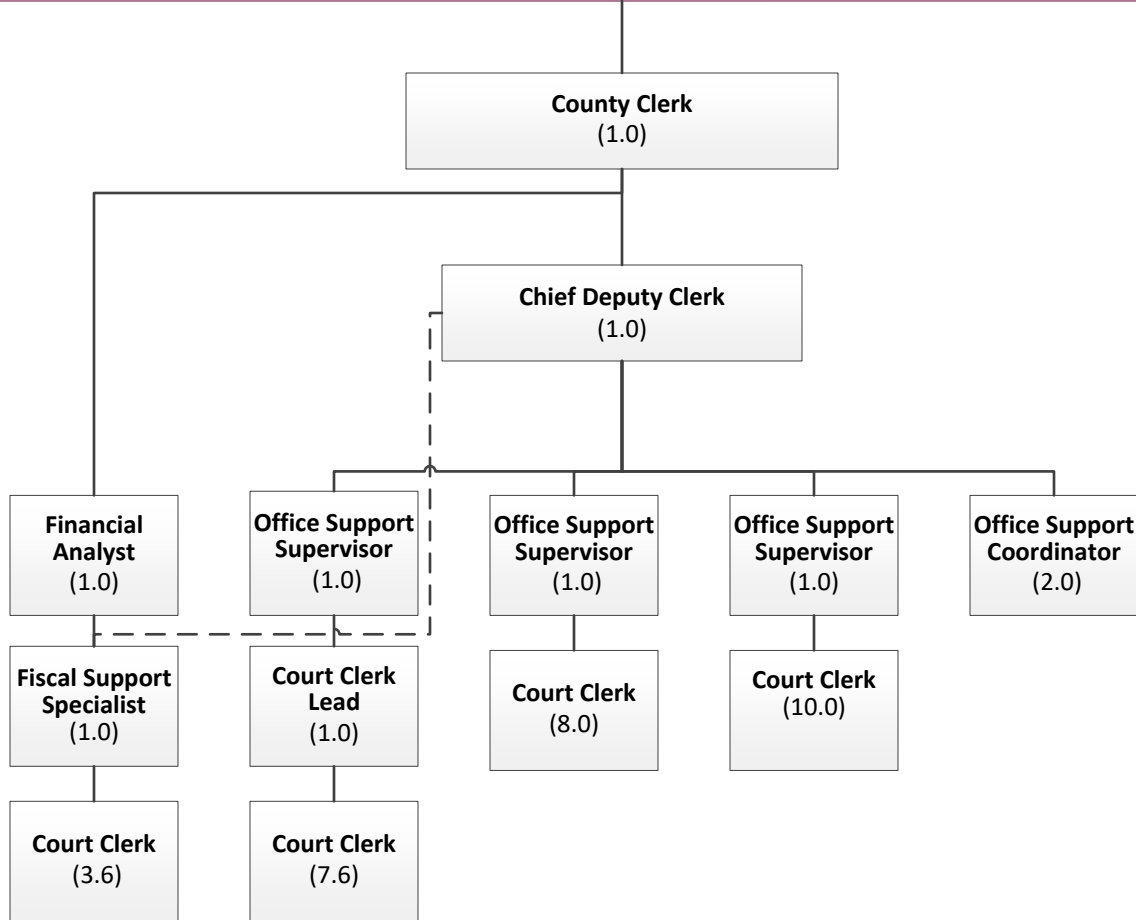 County Clerk
(1.0)
Chief Deputy Clerk
(1.0)
Financial
Analyst
(1.0)
Office Support
Supervisor
(1.0)
Office Support
Supervisor
(1.0)
Office Support
Supervisor
(1.0)
Office Support
Coordinator
(2.0)
Fiscal Support
Specialist
(1.0)
Court Clerk
Lead
(1.0)
Court Clerk
(8.0)
Court Clerk
(10.0)
Court Clerk
(3.6)
Court Clerk
(7.6)